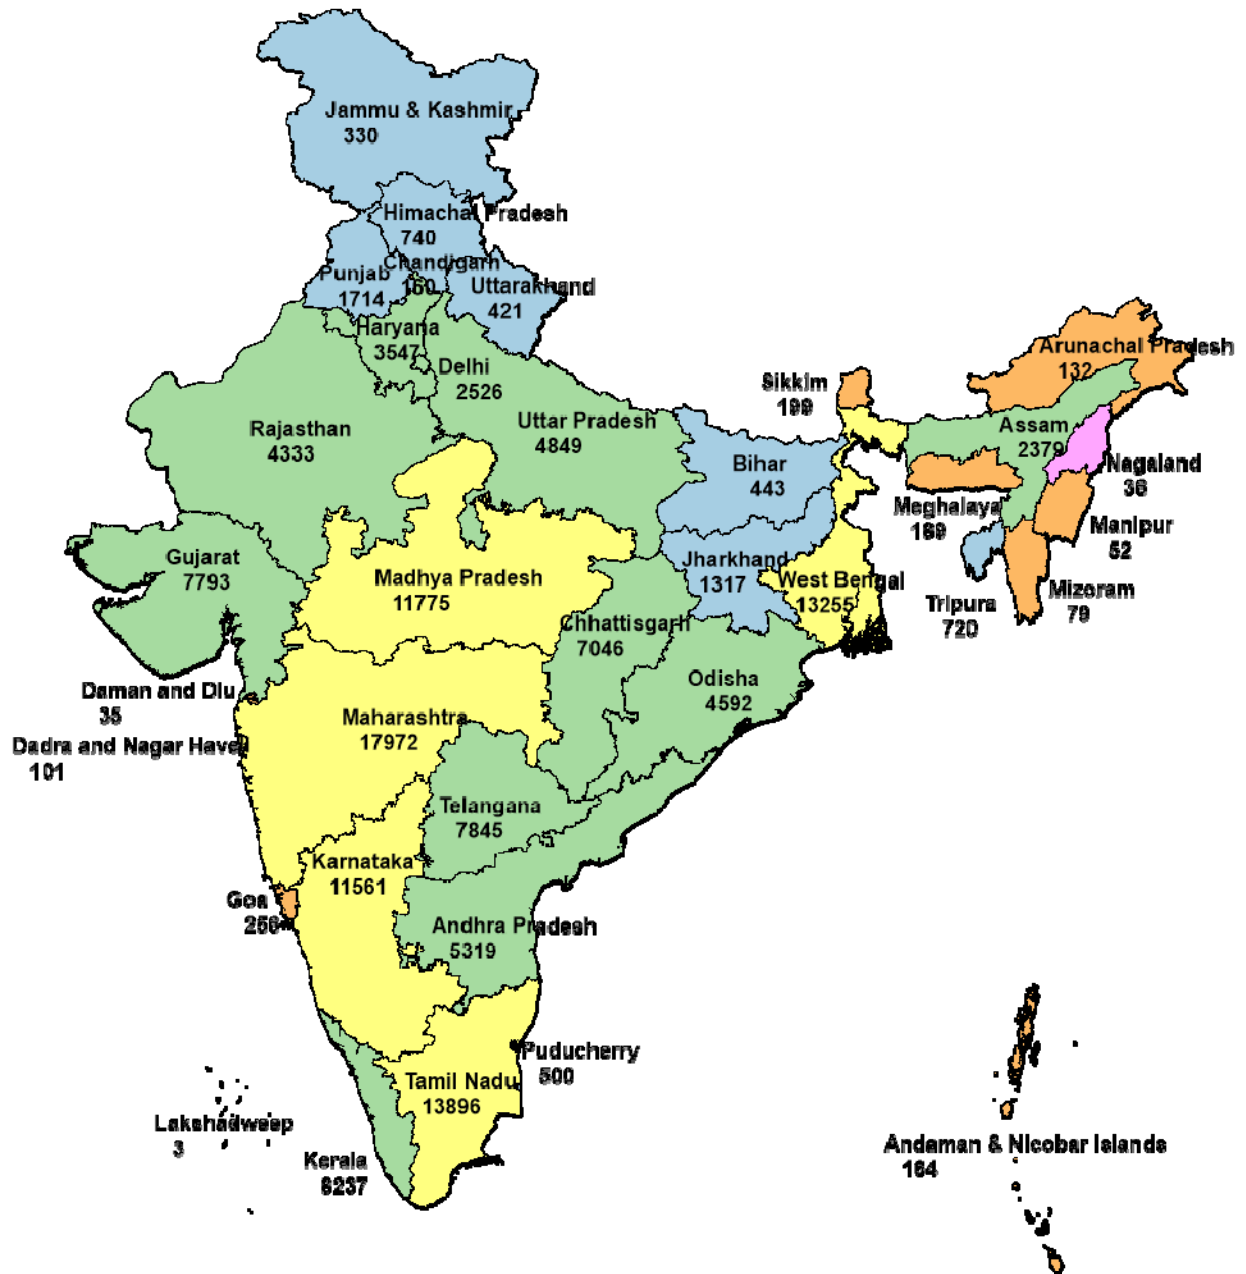 Jammu & Kashmir
330
Himachal Pradesh
740
Chandigarh
160
Punjab
1714
Uttarakhand
421
Haryana
3547
Delhi
2526
Arunachal Pradesh
132
Sikkim
199
Rajasthan
4333
Uttar Pradesh
4849
Assam
2379
Bihar
443
Nagaland
36
Meghalaya
169
Manipur
52
Gujarat
7793
Madhya Pradesh
11775
Jharkhand
1317
West Bengal
13255
Mizoram
79
Tripura
720
Chhattisgarh
7046
Odisha
4592
Daman and Diu
35
Maharashtra
17972
Dadra and Nagar Haveli
101
Telangana
7845
Karnataka
11561
Goa
Andhra Pradesh
5319
Puducherry
500
Tamil Nadu
13896
Lakshadweep
3
Kerala
Andaman & Nicobar Islands
164